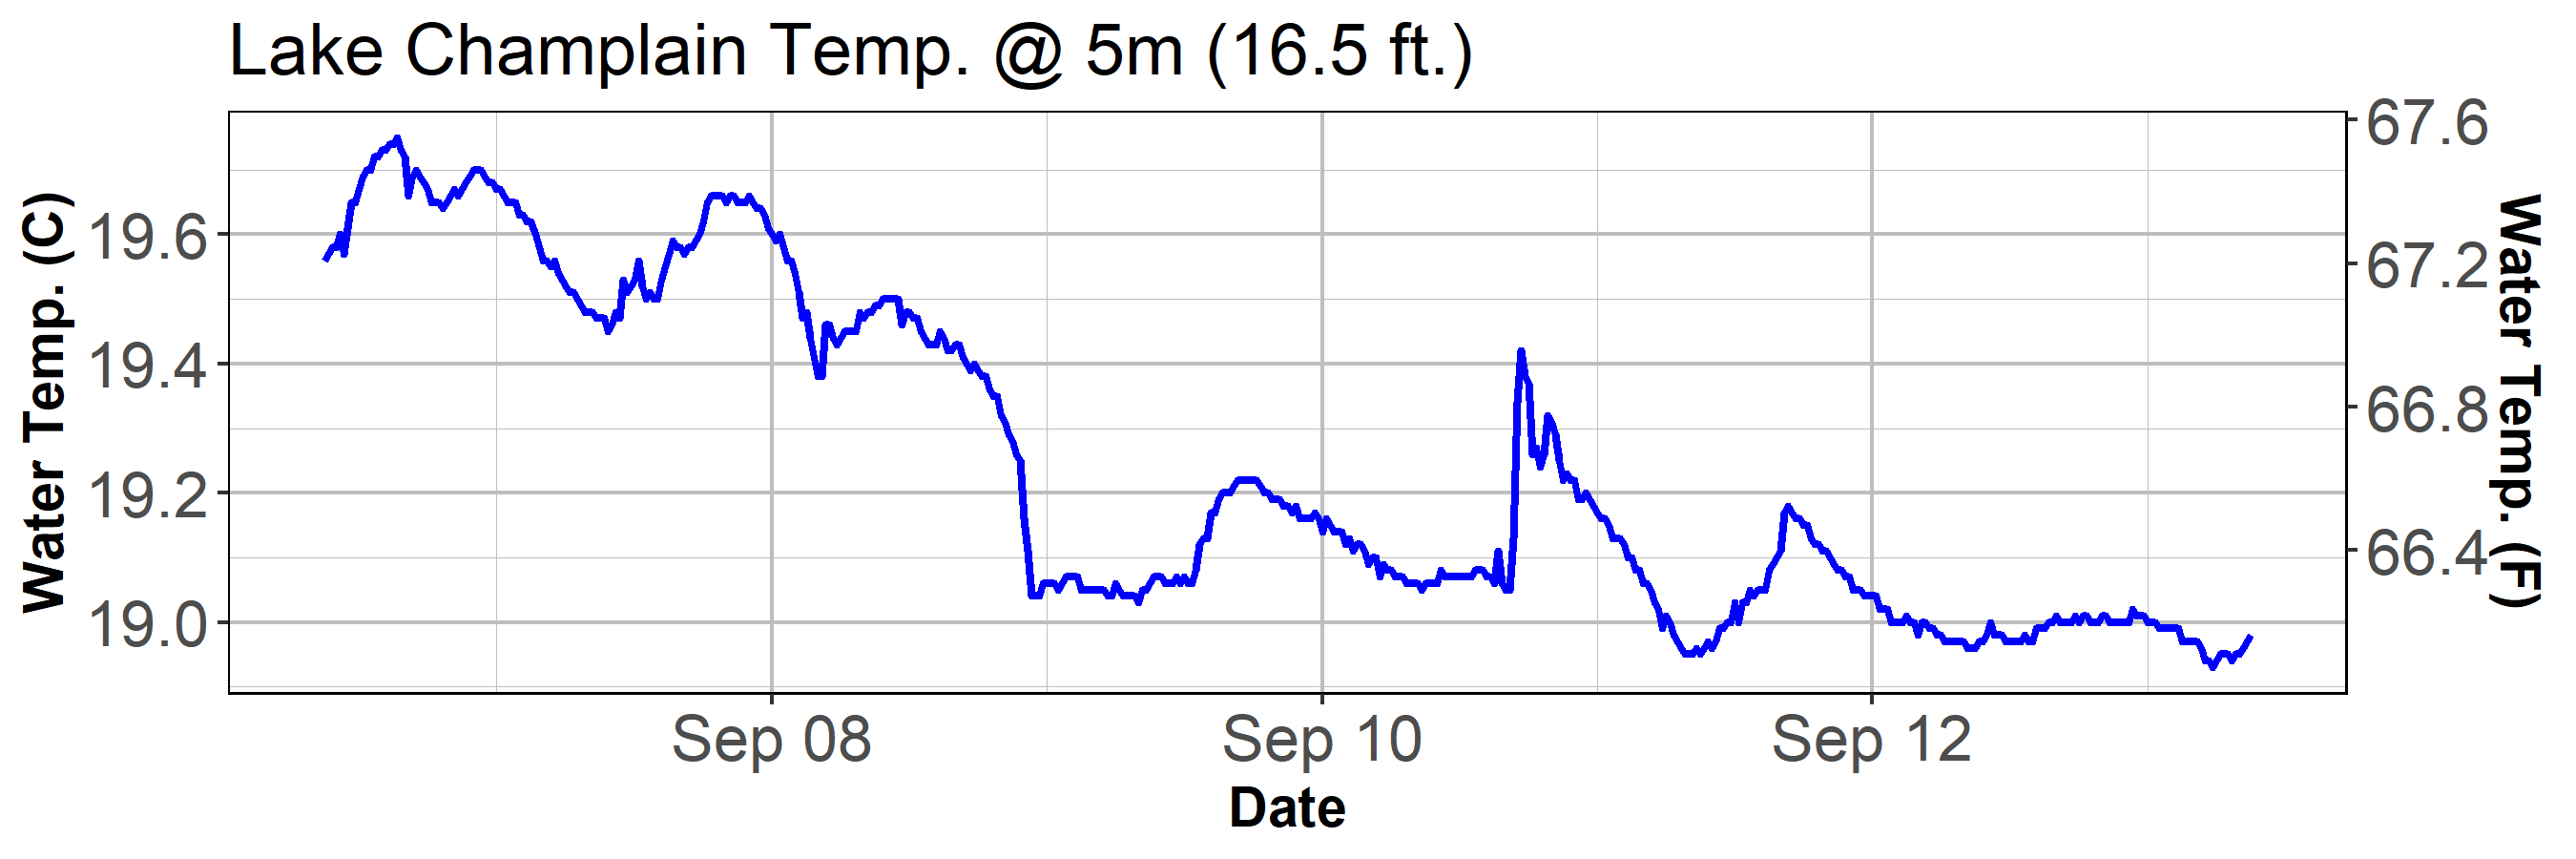 Lake Champlain Temp. @ 5m (16.5 ft.)
Water Temp. (C)
19.6
19.4
19.2
19.0
67.6
67.2
66.8
66.4
Water Temp. (F)
Sep 08
Sep 10
Sep 12
Date